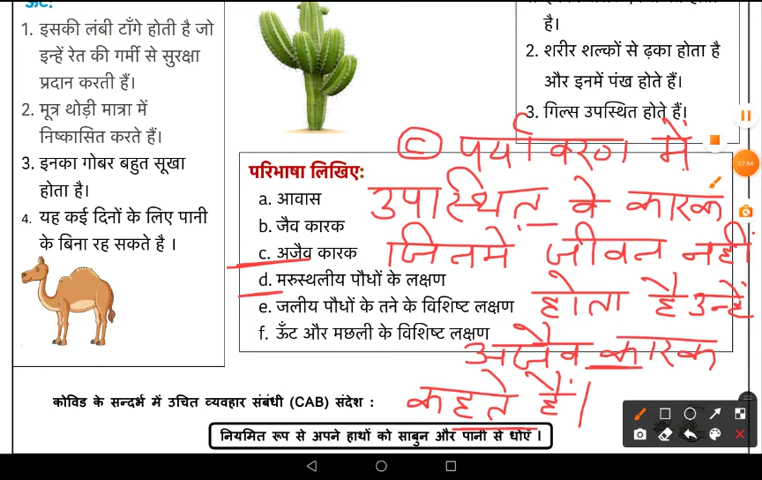 ऊँट:
1. इसकी लंबी टाँगे होती है जो
इन्हें रेत की गर्मी से सुरक्षा
प्रदान करती हैं।
2. मूत्र थोड़ी मात्रा में
निष्कासित करते हैं।
3. इनका गोबर बहुत सूखा
होता है।
4. यह कई दिनों के लिए पानी
के बिना रह सकते है ।
है।
2. शरीर शल्कों से ढ़का होता है
और इनमें पंख होते हैं।
3. गिल्स उपस्थित होते हैं।
परिभाषा लिखिए:
a. आवास
b. जैव कारक
c. अजैव कारक
d. मरुस्थलीय पौधों के लक्षण
e. जलीय पौधों के तने के विशिष्ट लक्षण
f. ऊँट और मछली के विशिष्ट लक्षण
C पर्यावरण में
उपस्थित वे कारक
जिनमें जीवन नहीं
होता है उन्हें
अजैव कारक
कहते हैं।
07:54
कोविड के सन्दर्भ में उचित व्यवहार संबंधी (CAB) संदेश :
नियमित रूप से अपने हाथों को साबुन और पानी से धोएं ।